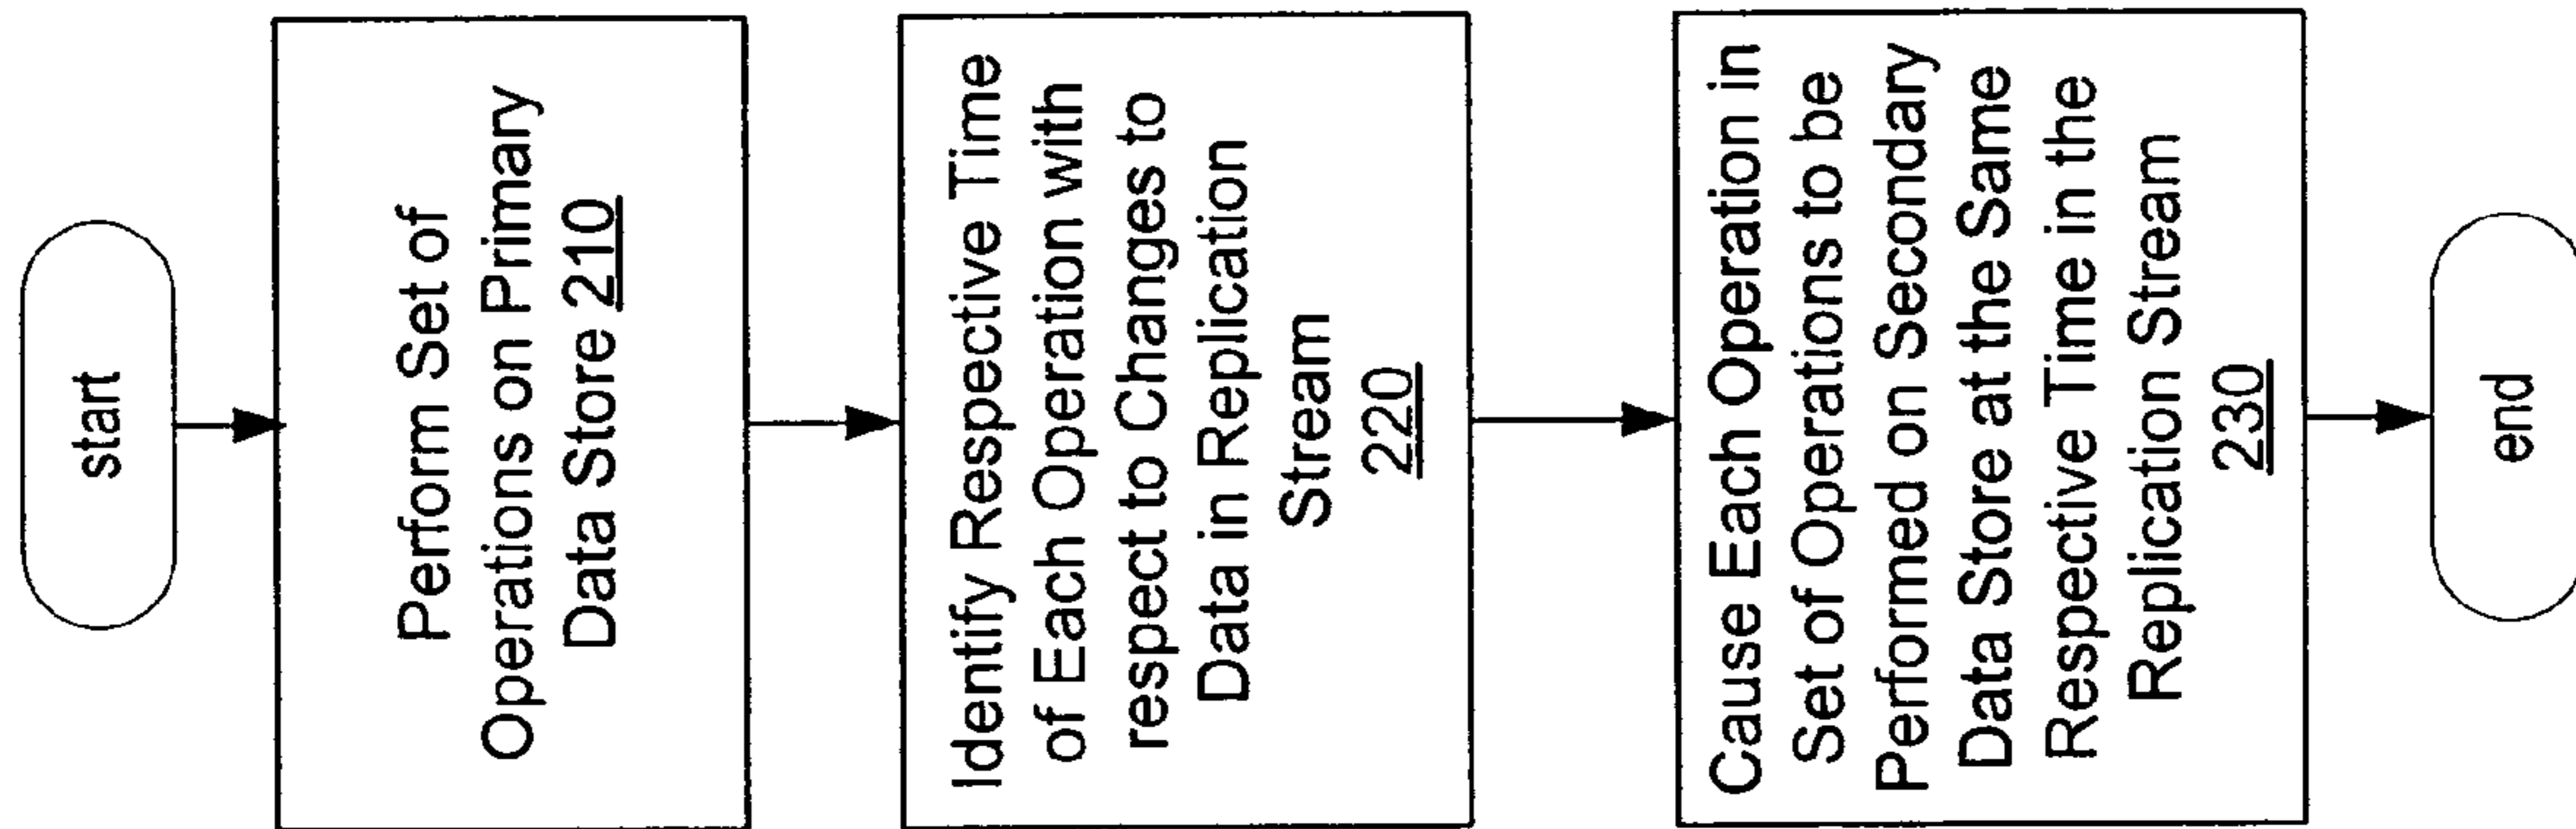 start
Perform Set of
Operations on Primary
Data Store 210
Identify Respective Time
of Each Operation with
respect to Changes to
Data in Replication
Stream
220
Cause Each Operation in
Set of Operations to be
Performed on Secondary
Data Store at the Same
Respective Time in the
Replication Stream
230
end